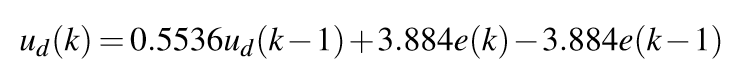 u_d(k) = 0.5536u_d(k−1)+3.884e(k)−3.884e(k−1)